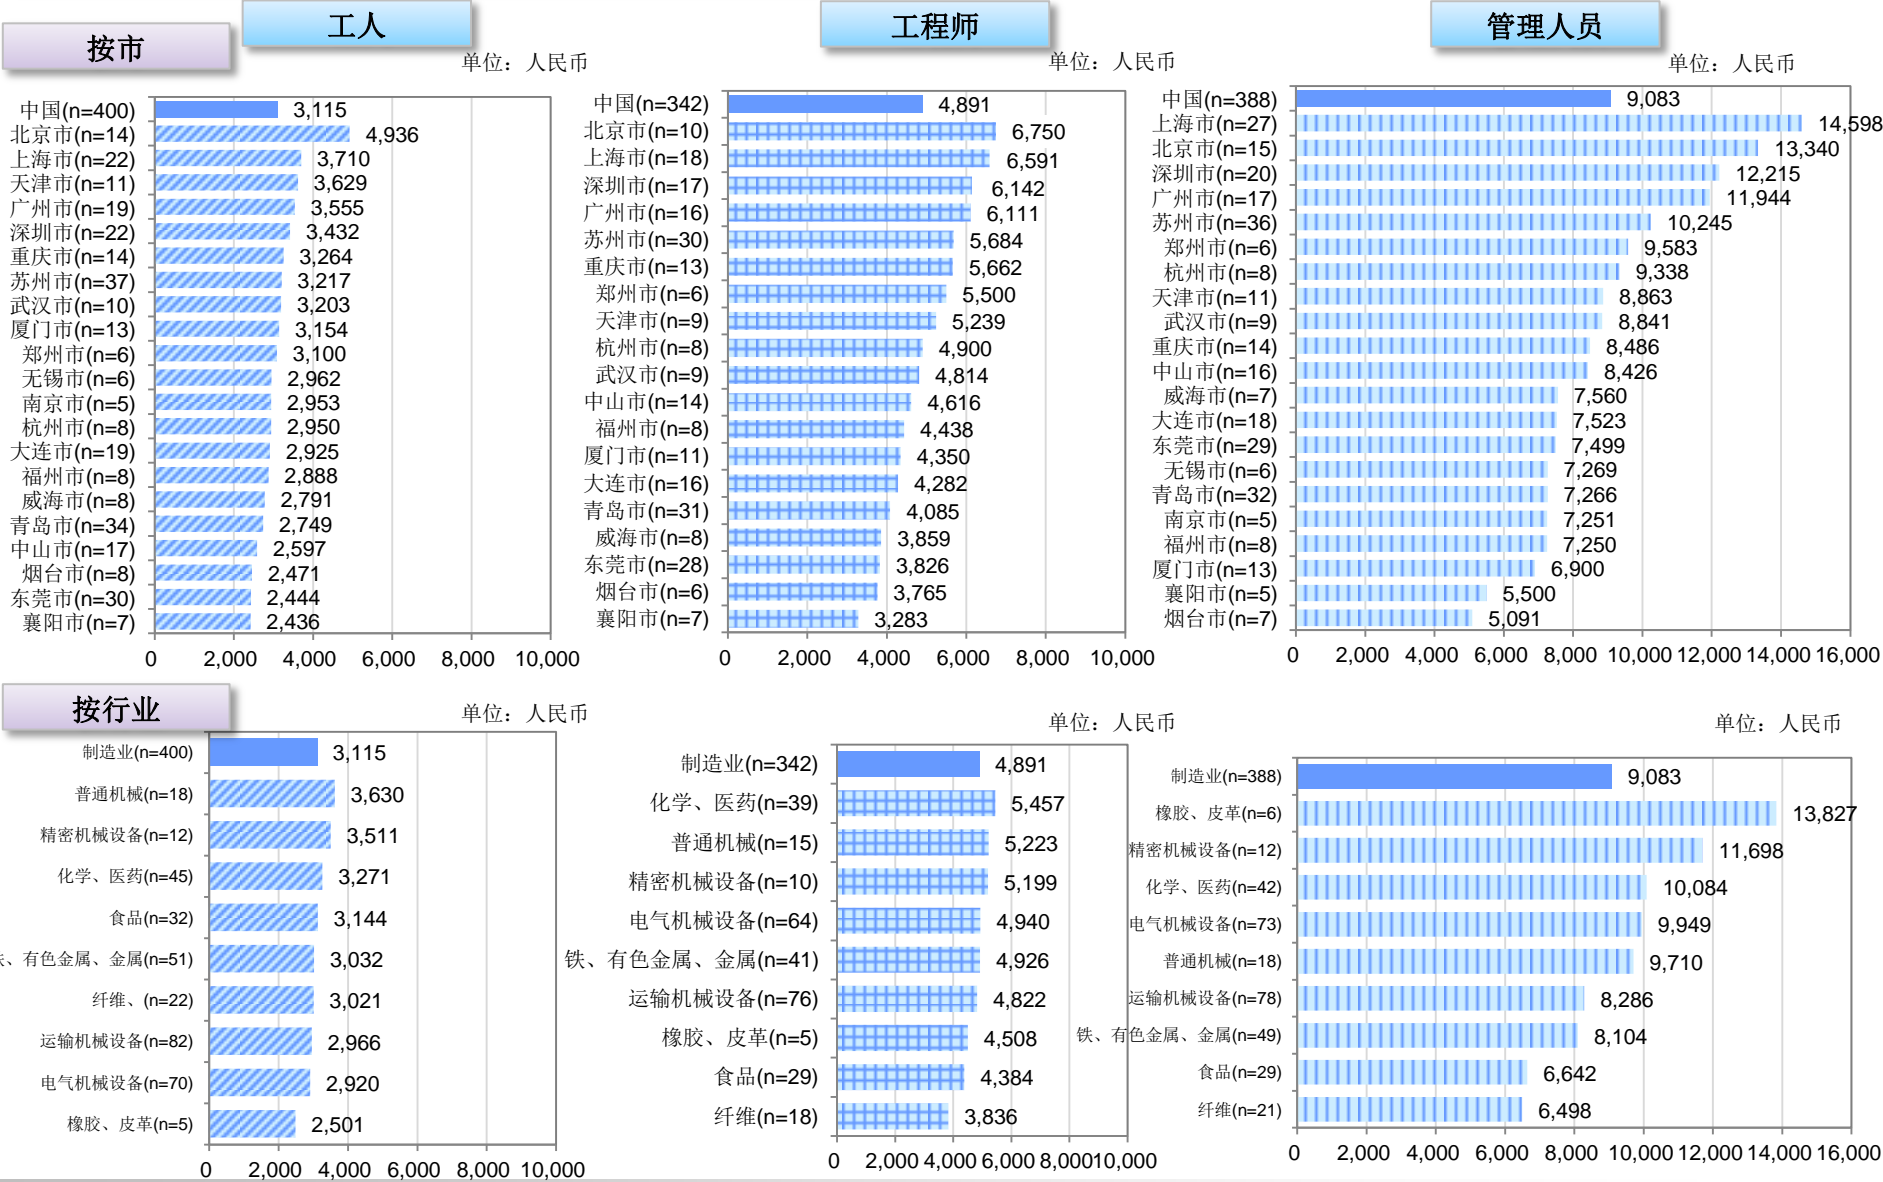 工人
工程师
管理人员
按市
单位：人民币
单位：人民币
单位：人民币
中国(n=400) 3,115
北京市(n=14) 4,936
上海市(n=22) 3,710
天津市(n=11) 3,629
广州市(n=19) 3,555
深圳市(n=22) 3,432
重庆市(n=14) 3,264
苏州市(n=37) 3,217
武汉市(n=10) 3,203
厦门市(n=13) 3,154
郑州市(n=6) 3,100
无锡市(n=6) 2,962
南京市(n=5) 2,953
杭州市(n=8) 2,950
大连市(n=19) 2,925
福州市(n=8) 2,888
威海市(n=8) 2,791
青岛市(n=34) 2,749
中山市(n=17) 2,597
烟台市(n=8) 2,471
东莞市(n=30) 2,444
襄阳市(n=7) 2,436
0 2,000 4,000 6,000 8,000 10,000
中国(n=342) 4,891
北京市(n=10) 6,750
上海市(n=18) 6,591
深圳市(n=17) 6,142
广州市(n=16) 6,111
苏州市(n=30) 5,684
重庆市(n=13) 5,662
郑州市(n=6) 5,500
天津市(n=9) 5,239
杭州市(n=8) 4,900
武汉市(n=9) 4,814
中山市(n=14) 4,616
福州市(n=8) 4,438
厦门市(n=11) 4,350
大连市(n=16) 4,282
青岛市(n=31) 4,085
威海市(n=8) 3,859
东莞市(n=28) 3,826
烟台市(n=6) 3,765
襄阳市(n=7) 3,283
0 2,000 4,000 6,000 8,000 10,000
中国(n=388) 9,083
上海市(n=27) 14,598
北京市(n=15) 13,340
深圳市(n=20) 12,215
广州市(n=17) 11,944
苏州市(n=36) 10,245
郑州市(n=6) 9,583
杭州市(n=8) 9,338
天津市(n=11) 8,863
武汉市(n=9) 8,841
重庆市(n=14) 8,486
中山市(n=16) 8,426
威海市(n=7) 7,560
大连市(n=18) 7,523
东莞市(n=29) 7,499
无锡市(n=6) 7,269
青岛市(n=32) 7,266
南京市(n=5) 7,251
福州市(n=8) 7,250
厦门市(n=13) 6,900
襄阳市(n=5) 5,500
烟台市(n=7) 5,091
0 2,000 4,000 6,000 8,000 10,000 12,000 14,000 16,000
按行业
单位：人民币
单位：人民币
单位：人民币
制造业(n=400) 3,115
普通机械(n=18) 3,630
精密机械设备(n=12) 3,511
化学、医药(n=45) 3,271
食品(n=32) 3,144
、有色金属、金属(n=51) 3,032
纤维、(n=22) 3,021
运输机械设备(n=82) 2,966
电气机械设备(n=70) 2,920
橡胶、皮革(n=5) 2,501
0 2,000 4,000 6,000 8,000 10,000
制造业(n=342) 4,891
化学、医药(n=39) 5,457
普通机械(n=15) 5,223
精密机械设备(n=10) 5,199
电气机械设备(n=64) 4,940
铁、有色金属、金属(n=41) 4,926
运输机械设备(n=76) 4,822
橡胶、皮革(n=5) 4,508
食品(n=29) 4,384
纤维(n=18) 3,836
0 2,000 4,000 6,000 8,000 10,000
制造业(n=388) 9,083
橡胶、皮革(n=6) 13,827
精密机械设备(n=12) 11,698
化学、医药(n=42) 10,084
电气机械设备(n=73) 9,949
普通机械(n=18) 9,710
运输机械设备(n=78) 8,286
铁、有色金属、金属(n=49) 8,104
食品(n=29) 6,642
纤维(n=21) 6,498
0 2,000 4,000 6,000 8,000 10,000 12,000 14,000 16,000